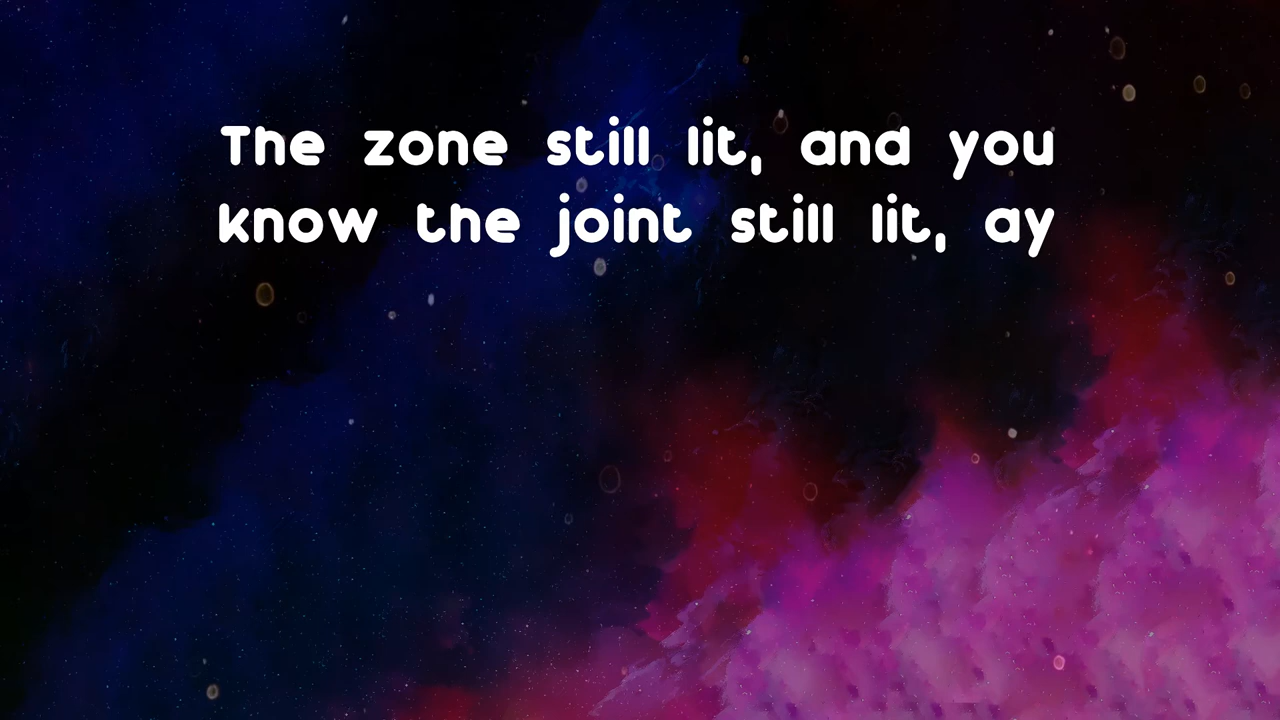 The zone still lit, and you
know the joint still lit, ay